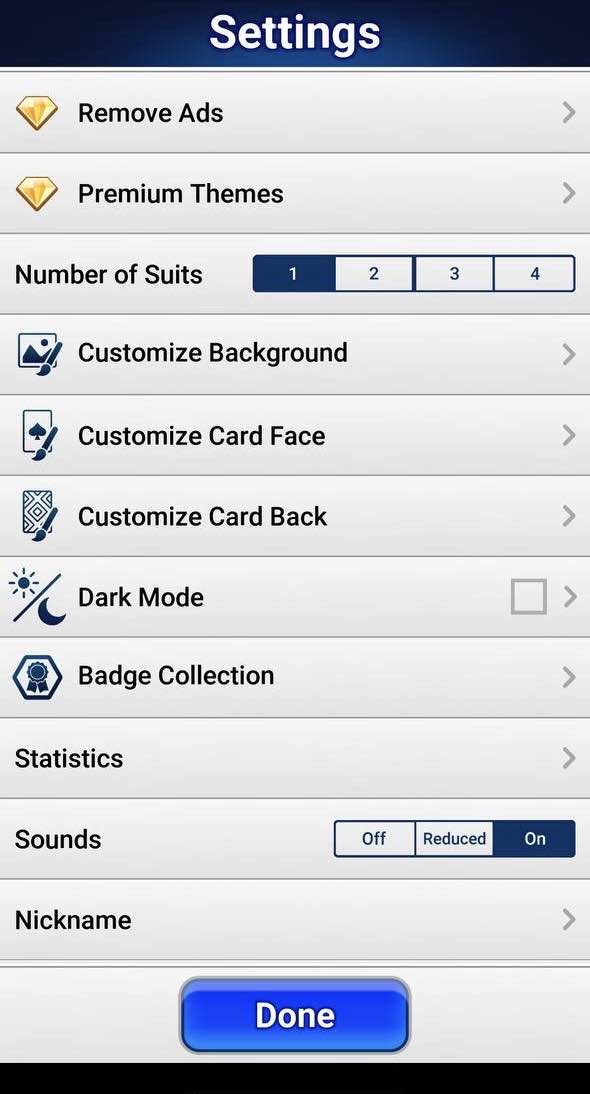 Settings
Remove Ads
Premium Themes
Number of Suits 1 2 3 4
Customize Background
Customize Card Face
Customize Card Back
Dark Mode
Badge Collection
Statistics
Sounds Off Reduced On
Nickname
Done